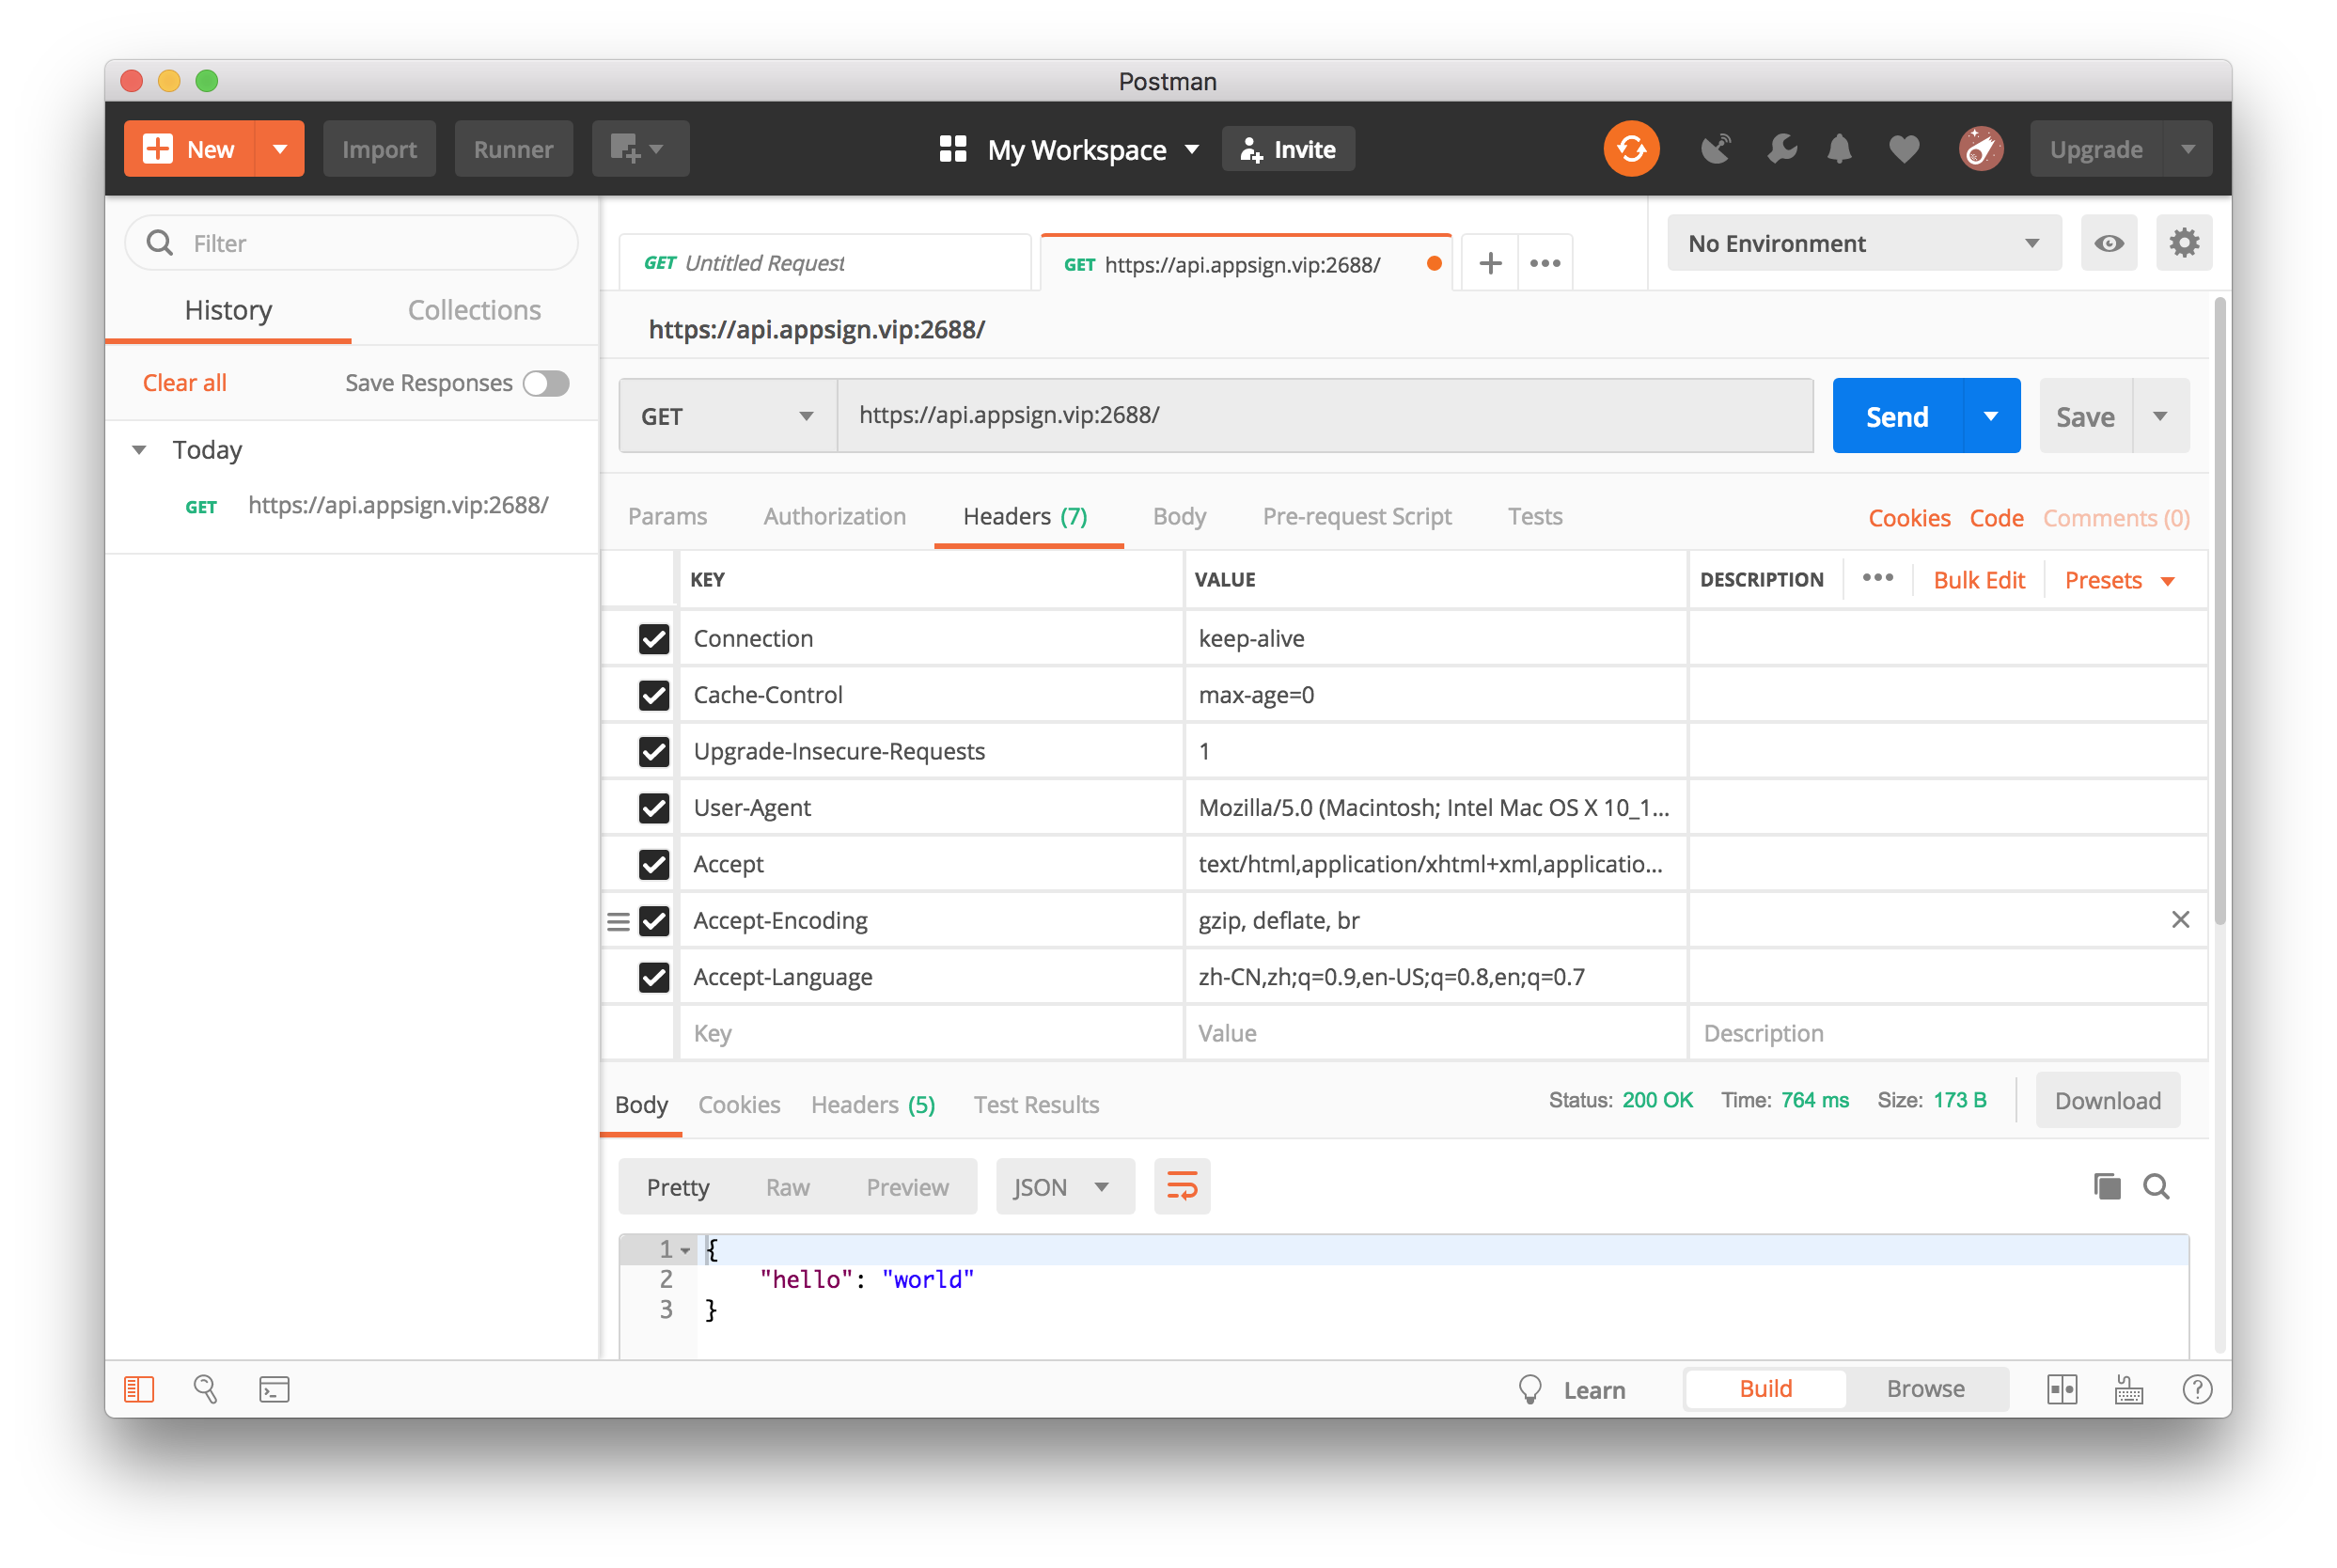 Postman
New
Import
Runner
My Workspace
Invite
Upgrade
Filter
History
Collections
Clear all
Save Responses
Today
GET https://api.appsign.vip:2688/
GET Untitled Request
GET https://api.appsign.vip:2688/
No Environment
https://api.appsign.vip:2688/
GET https://api.appsign.vip:2688/
Send
Save
Params Authorization Headers (7) Body Pre-request Script Tests
Cookies Code Comments (0)
KEY VALUE DESCRIPTION ••• Bulk Edit Presets
Connection keep-alive
Cache-Control max-age=0
Upgrade-Insecure-Requests 1
User-Agent Mozilla/5.0 (Macintosh; Intel Mac OS X 10_1...
Accept text/html,application/xhtml+xml,applicatio...
Accept-Encoding gzip, deflate, br
Accept-Language zh-CN,zh;q=0.9,en-US;q=0.8,en;q=0.7
Key Value Description
Body Cookies Headers (5) Test Results
Status: 200 OK Time: 764 ms Size: 173 B
Download
Pretty Raw Preview
JSON
1 {
2 "hello": "world"
3 }
Learn
Build Browse